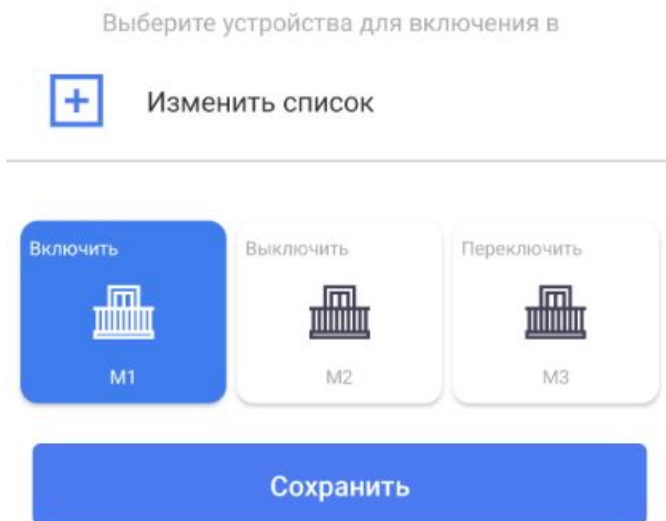 Выберите устройства для включения в
Изменить список
Включить
Выключить
Переключить
M1
M2
M3
Сохранить